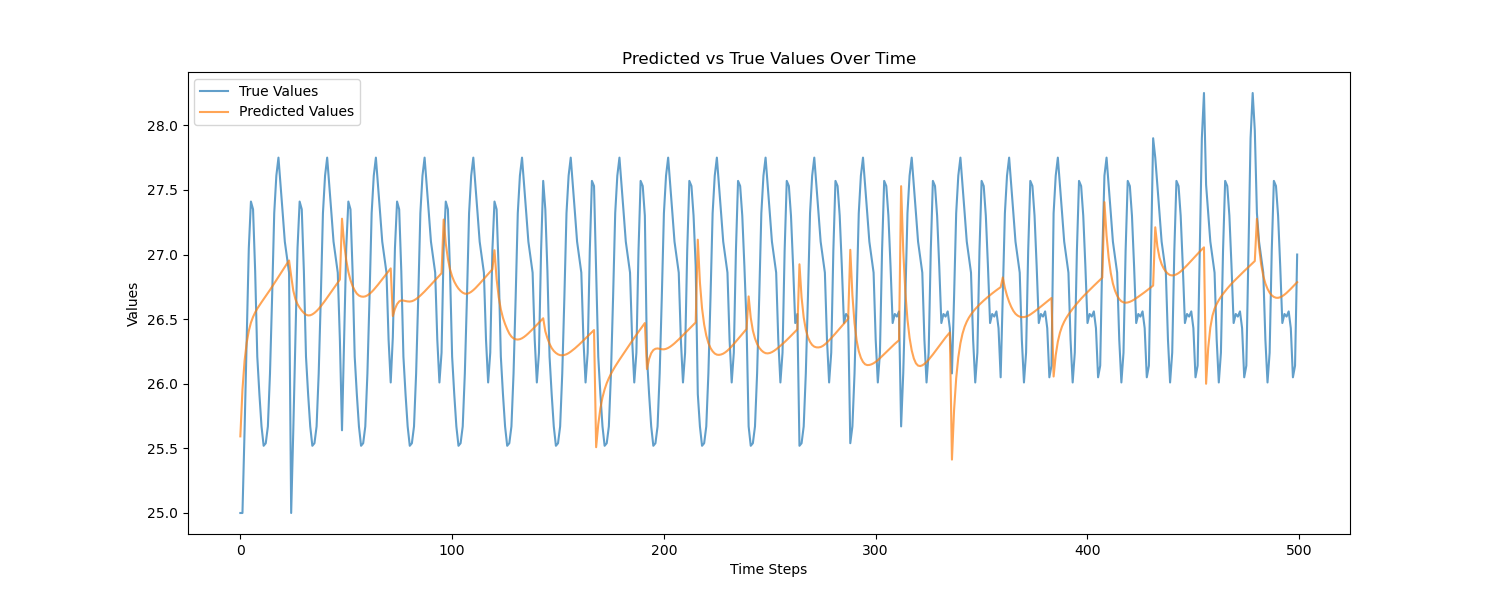 Predicted vs True Values Over Time
True Values
Predicted Values
28.0
27.5
27.0
26.5
26.0
25.5
25.0
Values
0
100
200
300
400
500
Time Steps